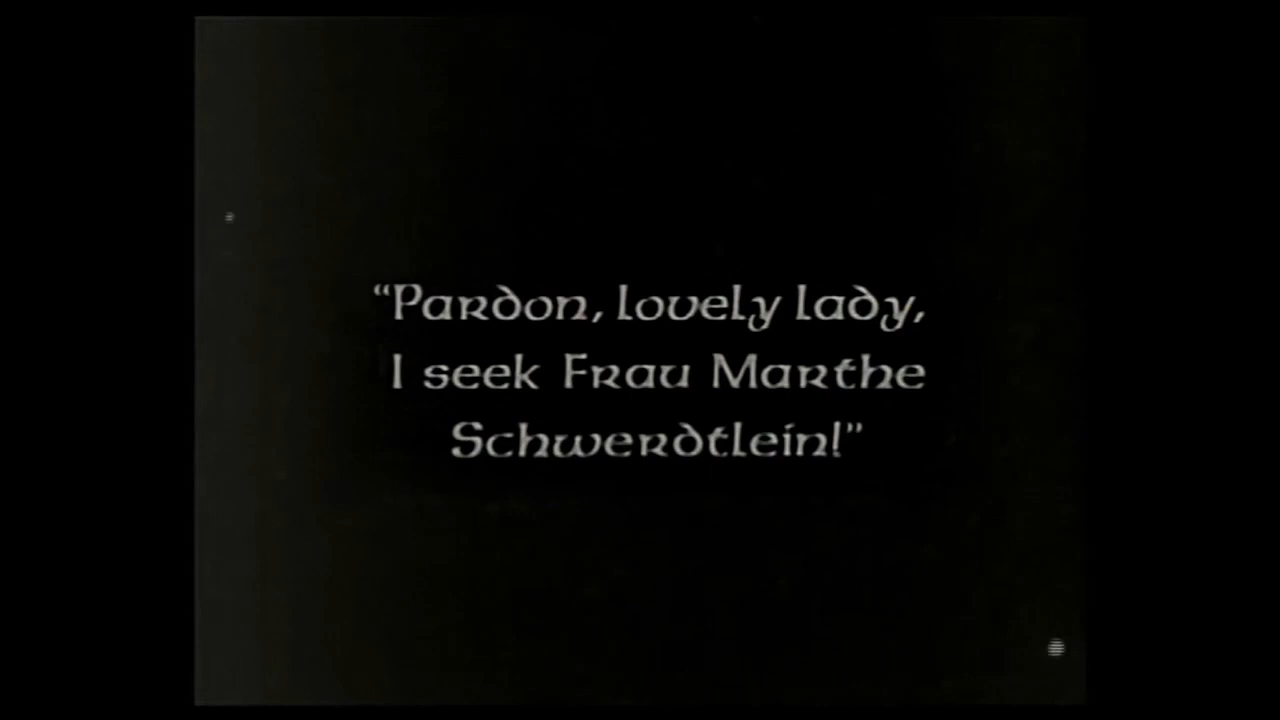 “Pardon, lovely lady,
I seek Frau Marthe
Schwerdtlein!”